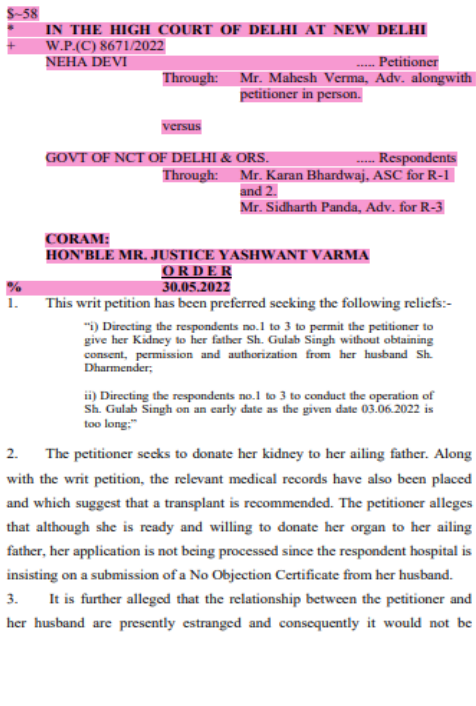 $~58
* IN THE HIGH COURT OF DELHI AT NEW DELHI
+ W.P.(C) 8671/2022
NEHA DEVI ..... Petitioner
Through: Mr. Mahesh Verma, Adv. alongwith
petitioner in person.
versus
GOVT OF NCT OF DELHI & ORS. ..... Respondents
Through: Mr. Karan Bhardwaj, ASC for R-1
and 2.
Mr. Sidharth Panda, Adv. for R-3
CORAM:
HON'BLE MR. JUSTICE YASHWANT VARMA
O R D E R
% 30.05.2022
1. This writ petition has been preferred seeking the following reliefs:-
“i) Directing the respondents no.1 to 3 to permit the petitioner to
give her Kidney to her father Sh. Gulab Singh without obtaining
consent, permission and authorization from her husband Sh.
Dharmender;
ii) Directing the respondents no.1 to 3 to conduct the operation of
Sh. Gulab Singh on an early date as the given date 03.06.2022 is
too long;”
2. The petitioner seeks to donate her kidney to her ailing father. Along
with the writ petition, the relevant medical records have also been placed
and which suggest that a transplant is recommended. The petitioner alleges
that although she is ready and willing to donate her organ to her ailing
father, her application is not being processed since the respondent hospital is
insisting on a submission of a No Objection Certificate from her husband.
3. It is further alleged that the relationship between the petitioner and
her husband are presently estranged and consequently it would not be